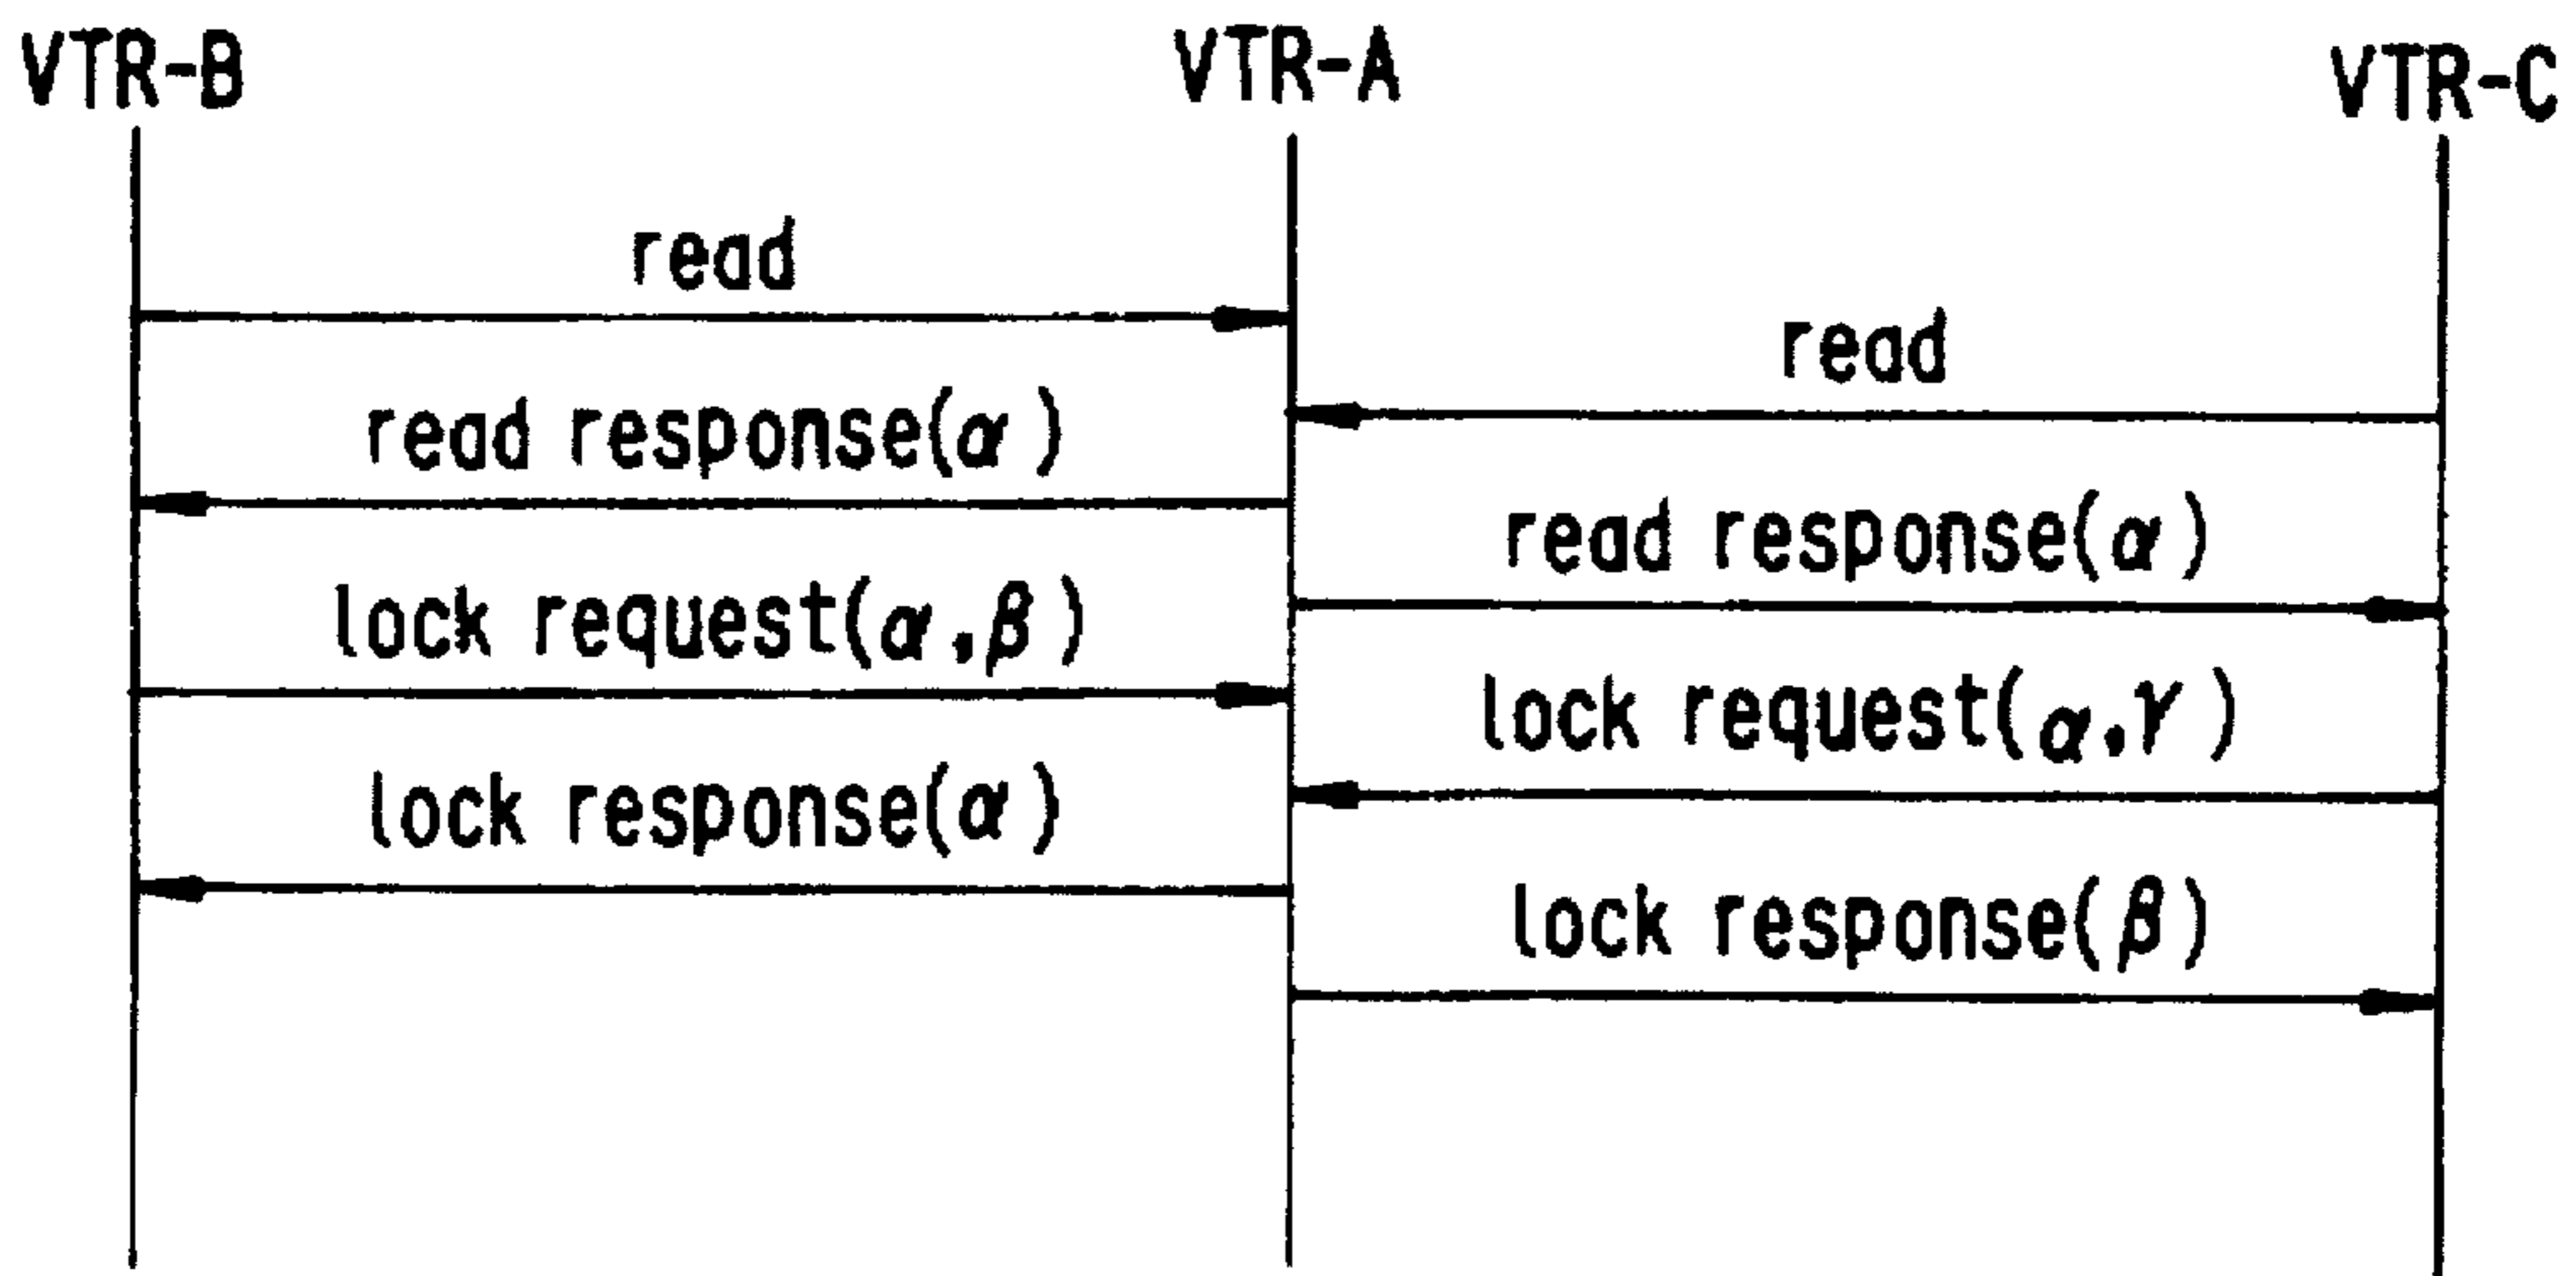 VTR-B VTR-A VTR-C
read
read
read response(α)
read response(α)
lock request(α,β)
lock request(α,γ)
lock response(α)
lock response(β)